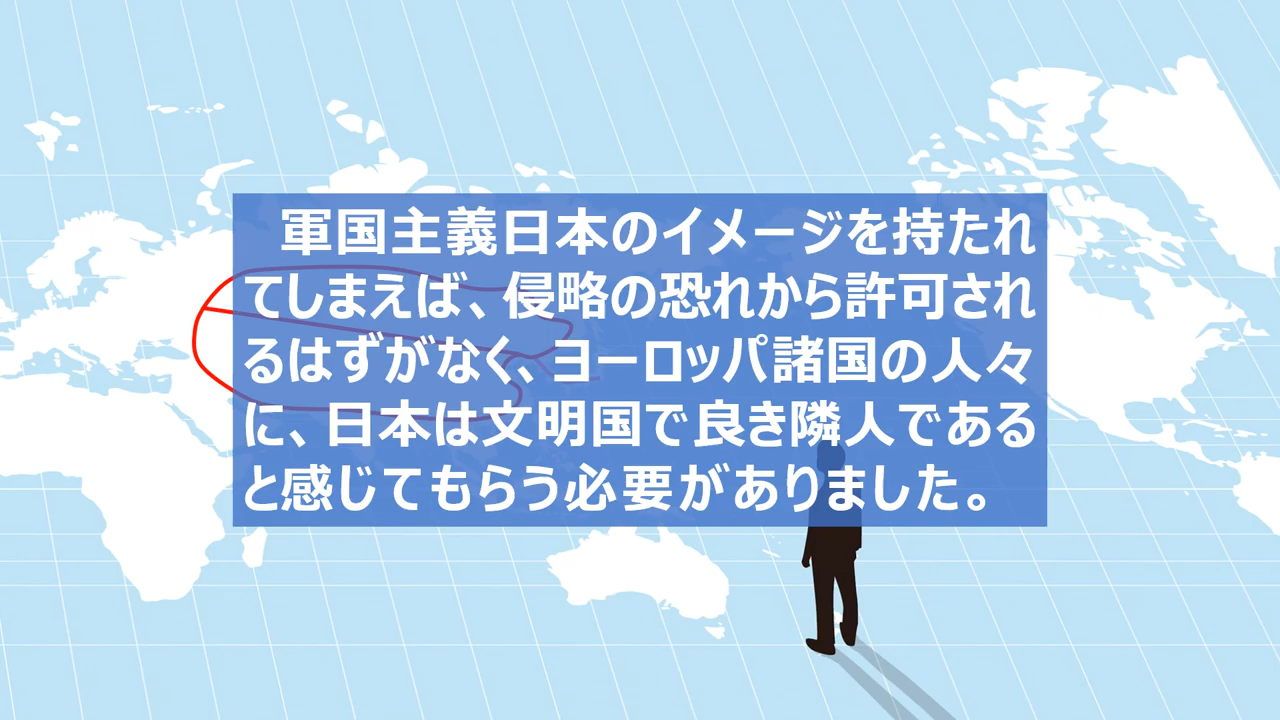 軍国主義日本のイメージを持たれ
てしまえば、侵略の恐れから許可され
るはずがなく、ヨーロッパ諸国の人々
に、日本は文明国で良き隣人である
と感じてもらう必要がありました。